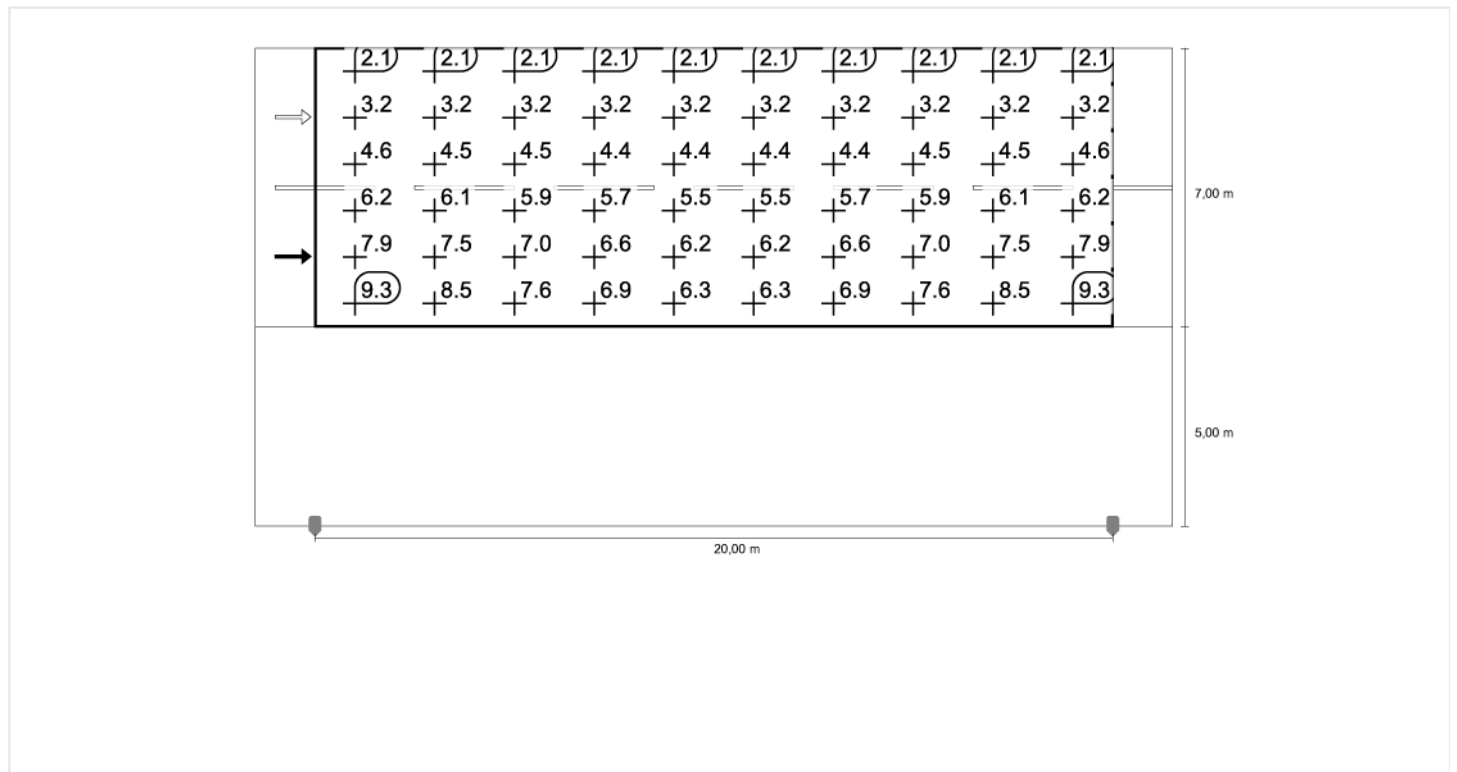 2.1 2.1 2.1 2.1 2.1 2.1 2.1 2.1 2.1 2.1
3.2 3.2 3.2 3.2 3.2 3.2 3.2 3.2 3.2 3.2
4.6 4.5 4.5 4.4 4.4 4.4 4.4 4.5 4.5 4.6
6.2 6.1 5.9 5.7 5.5 5.5 5.7 5.9 6.1 6.2
7,00 m
7.9 7.5 7.0 6.6 6.2 6.2 6.6 7.0 7.5 7.9
9.3 8.5 7.6 6.9 6.3 6.3 6.9 7.6 8.5 9.3
5,00 m
20,00 m